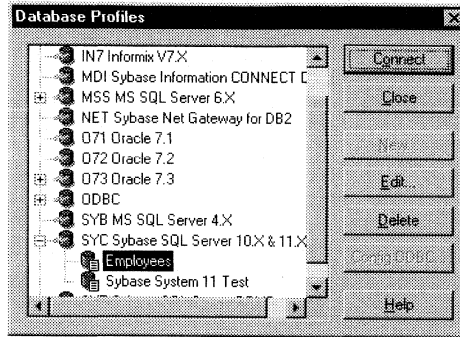 Database Profiles
IN7 Informix V7.X
MDI Sybase Information CONNECT D
MSS MS SQL Server 6.X
NET Sybase Net Gateway for DB2
O71 Oracle 7.1
O72 Oracle 7.2
O73 Oracle 7.3
ODBC
SYB MS SQL Server 4.X
SYC Sybase SQL Server 10.X & 11.X
Employees
Sybase System 11 Test
Connect
Close
New
Edit...
Delete
Config ODBC
Help